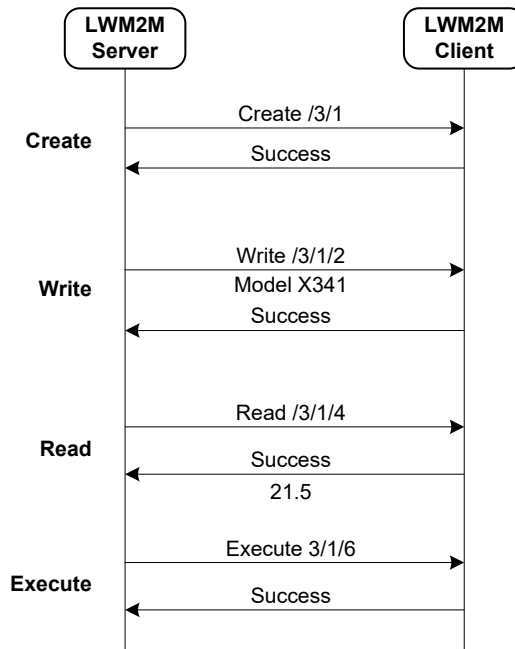 LWM2M
Server
LWM2M
Client
Create
Create /3/1
Success
Write
Write /3/1/2
Model X341
Success
Read
Read /3/1/4
Success
21.5
Execute
Execute 3/1/6
Success